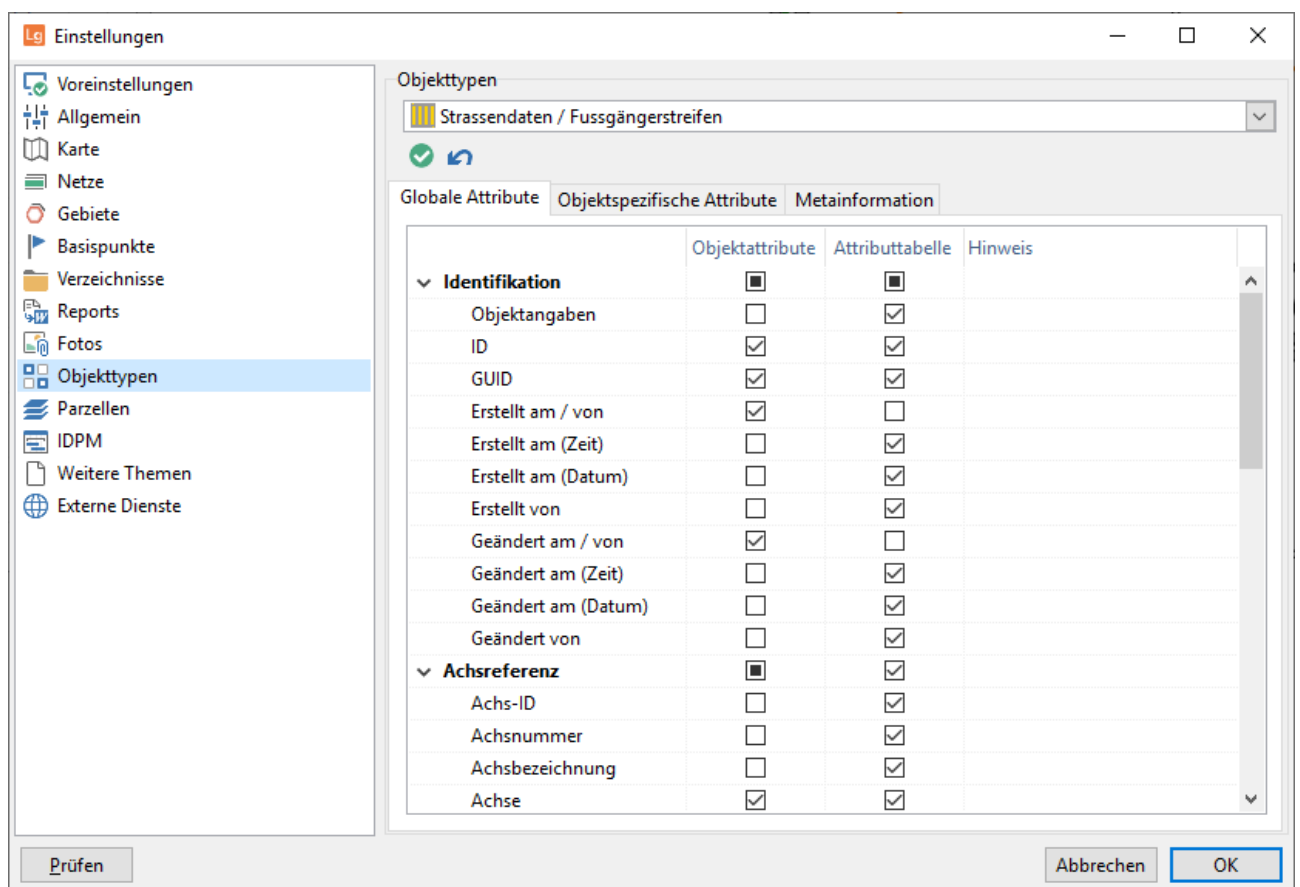 Lg Einstellungen
Voreinstellungen
Allgemein
Karte
Netze
Gebiete
Basispunkte
Verzeichnisse
Reports
Fotos
Objekttypen
Parzellen
IDPM
Weitere Themen
Externe Dienste
Objekttypen
Strassendaten / Fussgängerstreifen
Globale Attribute Objektspezifische Attribute Metainformation
Objektattribute Attributtabelle Hinweis
Identifikation
Objektangaben
ID
GUID
Erstellt am / von
Erstellt am (Zeit)
Erstellt am (Datum)
Erstellt von
Geändert am / von
Geändert am (Zeit)
Geändert am (Datum)
Geändert von
Achsreferenz
Achs-ID
Achsnummer
Achsbezeichnung
Achse
Prüfen Abbrechen OK